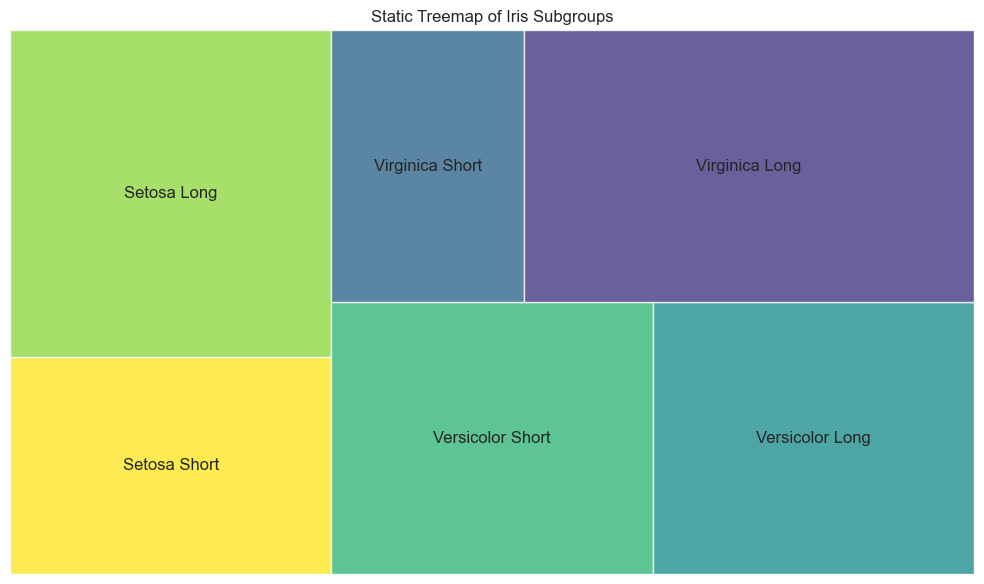 Static Treemap of Iris Subgroups
Setosa Long
Virginica Short
Virginica Long
Setosa Short
Versicolor Short
Versicolor Long